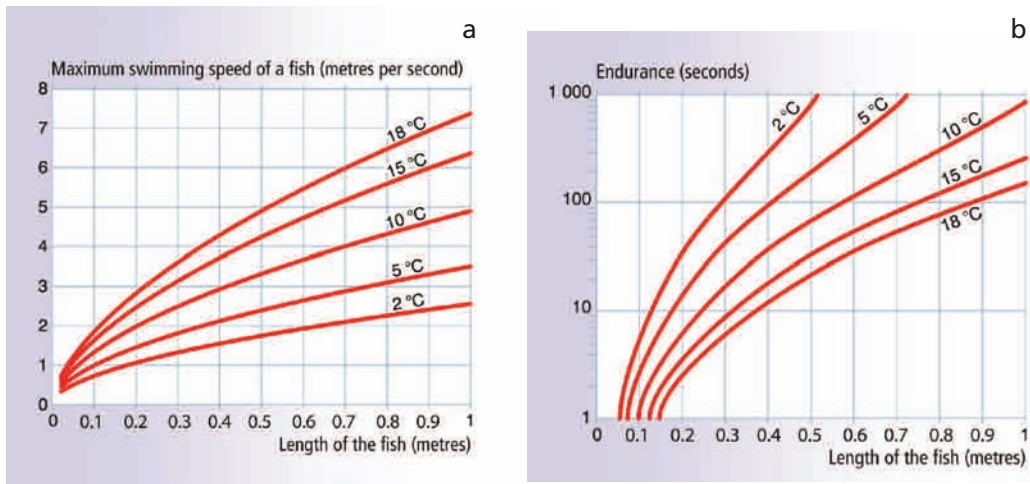 a
Maximum swimming speed of a fish (metres per second)
8
7
6
5
4
3
2
1
0
18 °C
15 °C
10 °C
5 °C
2 °C
0 0.1 0.2 0.3 0.4 0.5 0.6 0.7 0.8 0.9 1
Length of the fish (metres)
b
Endurance (seconds)
1 000
100
10
1
2 °C
5 °C
10 °C
15 °C
18 °C
0 0.1 0.2 0.3 0.4 0.5 0.6 0.7 0.8 0.9 1
Length of the fish (metres)